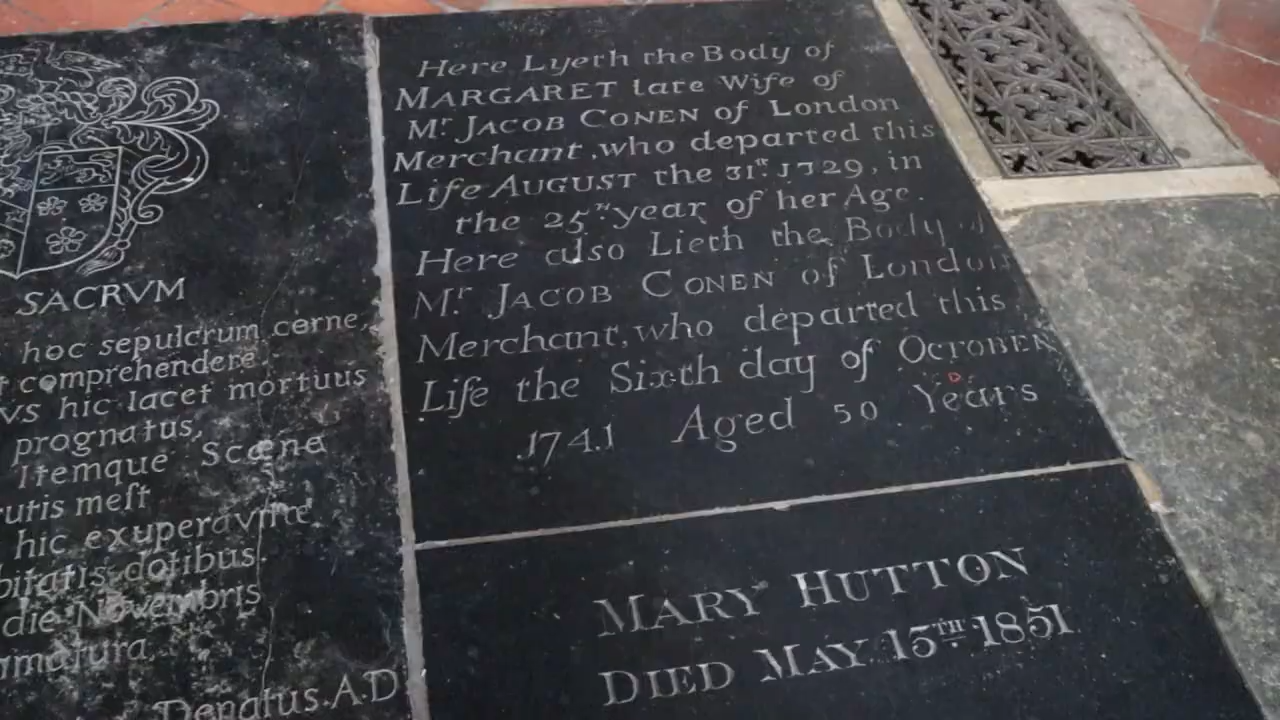 SACRVM
hoc sepulcrum cerne,
comprehendere
vs hic Iacet mortuus
prognatus,
Itemque Scæna
rutis mest
hic exuperavitte
bitatis dotibus
die Novembris
matura,
Denatus. A.D
Here Lyeth the Body of
MARGARET late Wife of
Mr. JACOB CONEN of London
Merchant, who departed this
Life AUGUST the 31st. 1729, in
the 25th year of her Age.
Here also Lieth the Body of
Mr. JACOB CONEN of London
Merchant, who departed this
Life the Sixth day of OCTOBER
1741 Aged 50 Years
MARY HUTTON
DIED MAY 15TH 1851